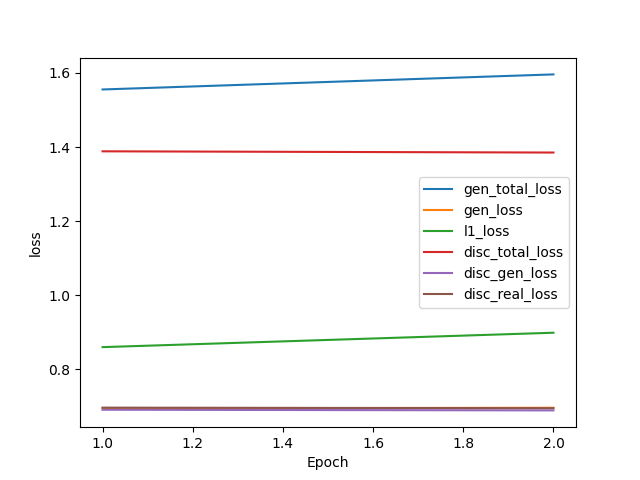 1.6
1.4
1.2
1.0
0.8
loss
gen_total_loss
gen_loss
l1_loss
disc_total_loss
disc_gen_loss
disc_real_loss
1.0 1.2 1.4 1.6 1.8 2.0
Epoch